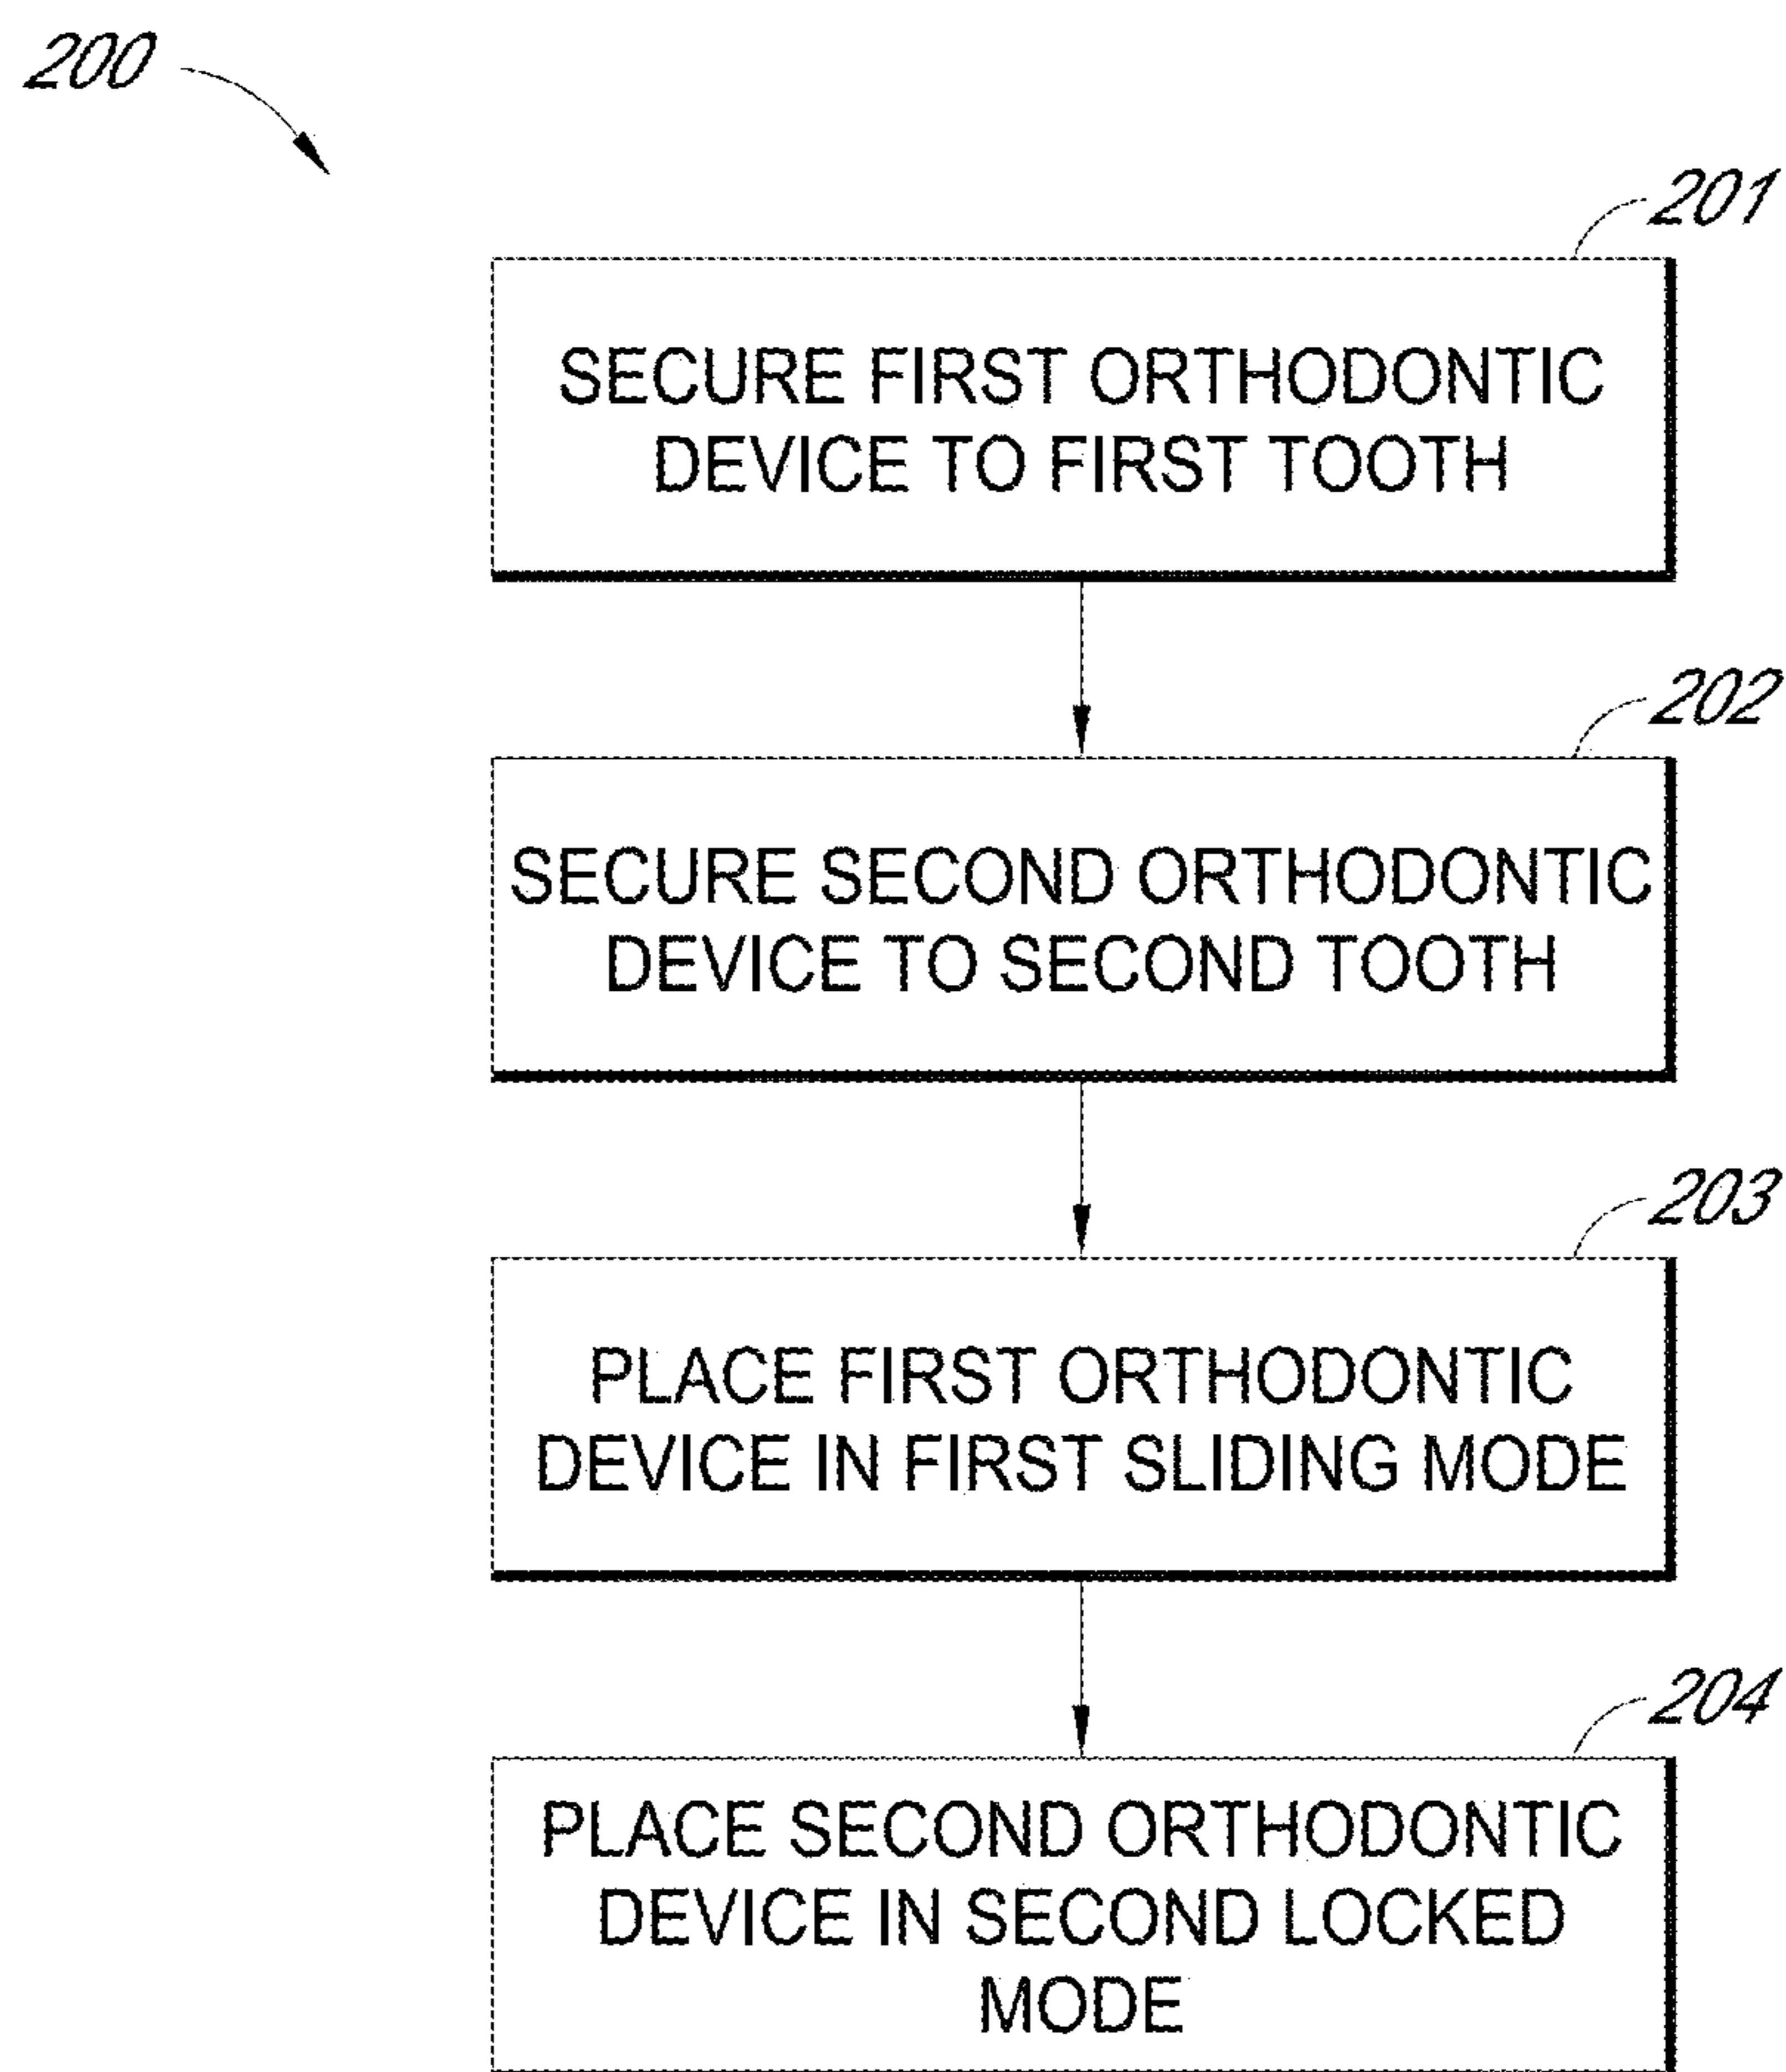 200
201
SECURE FIRST ORTHODONTIC
DEVICE TO FIRST TOOTH
202
SECURE SECOND ORTHODONTIC
DEVICE TO SECOND TOOTH
203
PLACE FIRST ORTHODONTIC
DEVICE IN FIRST SLIDING MODE
204
PLACE SECOND ORTHODONTIC
DEVICE IN SECOND LOCKED
MODE